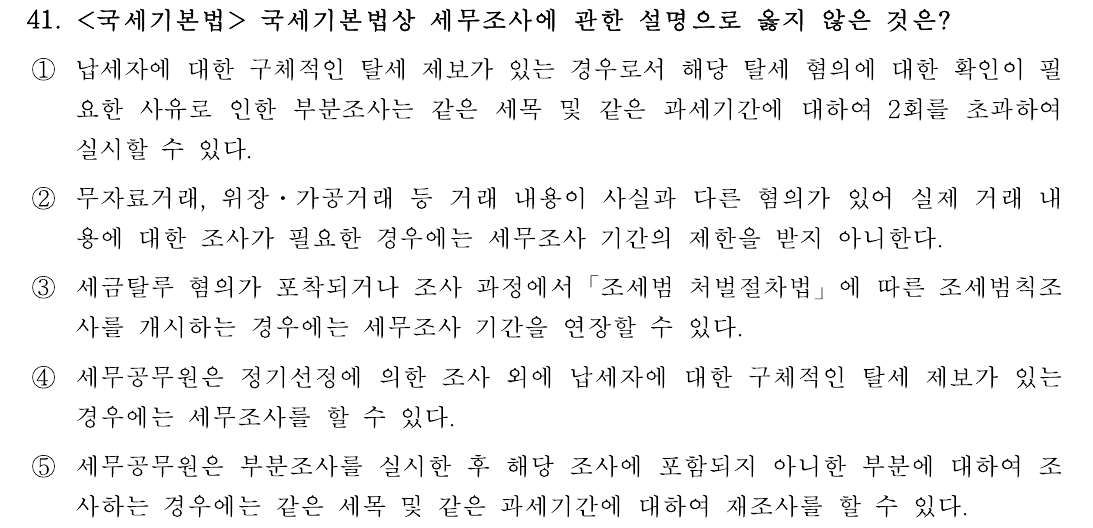 41. <국세기본법> 국세기본법상 세무조사에 관한 설명으로 옳지 않은 것은?
① 납세자에 대한 구체적인 탈세 제보가 있는 경우로서 해당 탈세 혐의에 대한 확인이 필
요한 사유로 인한 부분조사는 같은 세목 및 같은 과세기간에 대하여 2회를 초과하여
실시할 수 있다.
② 무자료거래, 위장·가공거래 등 거래 내용이 사실과 다른 혐의가 있어 실제 거래 내
용에 대한 조사가 필요한 경우에는 세무조사 기간의 제한을 받지 아니한다.
③ 세금탈루 혐의가 포착되거나 조사 과정에서 「조세범 처벌절차법」에 따른 조세범칙조
사를 개시하는 경우에는 세무조사 기간을 연장할 수 있다.
④ 세무공무원은 정기선정에 의한 조사 외에 납세자에 대한 구체적인 탈세 제보가 있는
경우에는 세무조사를 할 수 있다.
⑤ 세무공무원은 부분조사를 실시한 후 해당 조사에 포함되지 아니한 부분에 대하여 조
사하는 경우에는 같은 세목 및 같은 과세기간에 대하여 재조사를 할 수 있다.